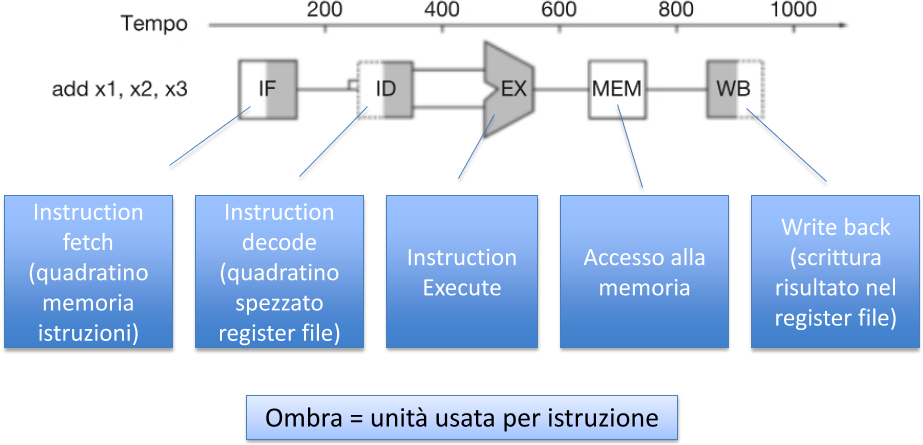 Tempo
200 400 600 800 1000
add x1, x2, x3
IF ID EX MEM WB
Instruction
fetch
(quadratino
memoria
istruzioni)
Instruction
decode
(quadratino
spezzato
register file)
Instruction
Execute
Accesso alla
memoria
Write back
(scrittura
risultato nel
register file)
Ombra = unità usata per istruzione